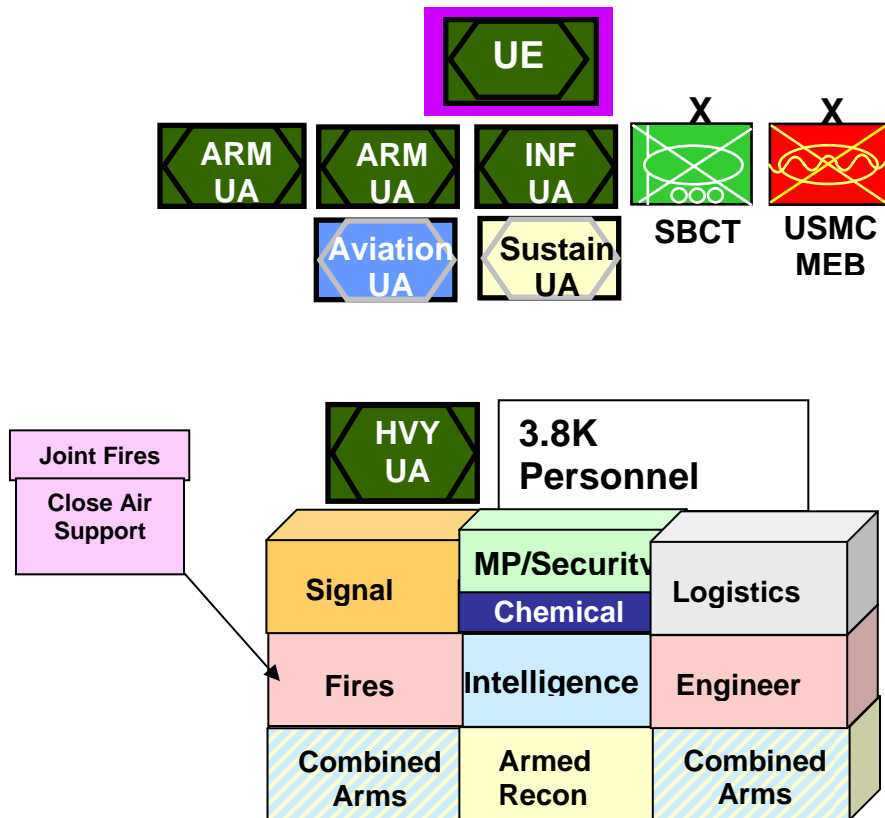 UE
X
X
ARM
UA
ARM
UA
INF
UA
SBCT
USMC
MEB
Aviation
UA
Sustain
UA
HVY
UA
3.8K
Personnel
Joint Fires
Close Air
Support
Signal
MP/Security
Chemical
Logistics
Fires
Intelligence
Engineer
Combined
Arms
Armed
Recon
Combined
Arms